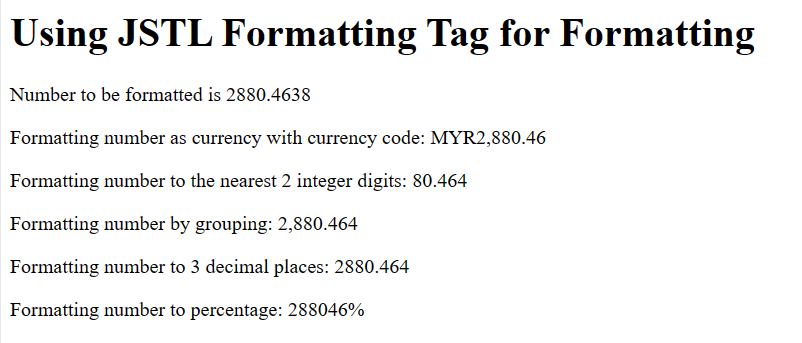 Using JSTL Formatting Tag for Formatting
Number to be formatted is 2880.4638
Formatting number as currency with currency code: MYR2,880.46
Formatting number to the nearest 2 integer digits: 80.464
Formatting number by grouping: 2,880.464
Formatting number to 3 decimal places: 2880.464
Formatting number to percentage: 288046%